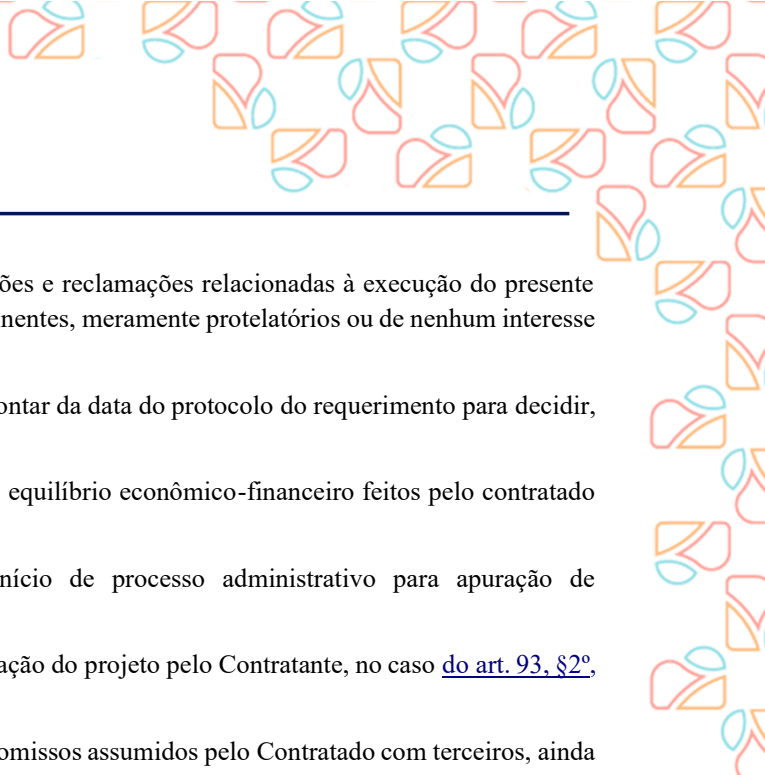 ões e reclamações relacionadas à execução do presente
nentes, meramente protelatórios ou de nenhum interesse
ontar da data do protocolo do requerimento para decidir,
equilíbrio econômico-financeiro feitos pelo contratado
nício de processo administrativo para apuração de
ação do projeto pelo Contratante, no caso do art. 93, §2º,
omissos assumidos pelo Contratado com terceiros, ainda